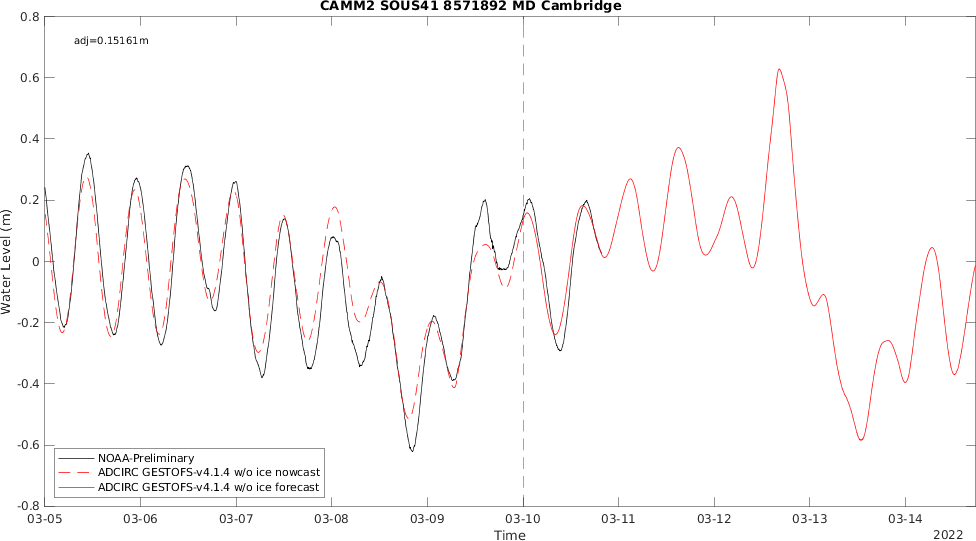 CAMM2 SOUS41 8571892 MD Cambridge
adj=0.15161m
Water Level (m)
0.8
0.6
0.4
0.2
0
-0.2
-0.4
-0.6
-0.8
NOAA-Preliminary
ADCIRC GESTOFS-v4.1.4 w/o ice nowcast
ADCIRC GESTOFS-v4.1.4 w/o ice forecast
03-05 03-06 03-07 03-08 03-09 03-10 03-11 03-12 03-13 03-14
Time
2022